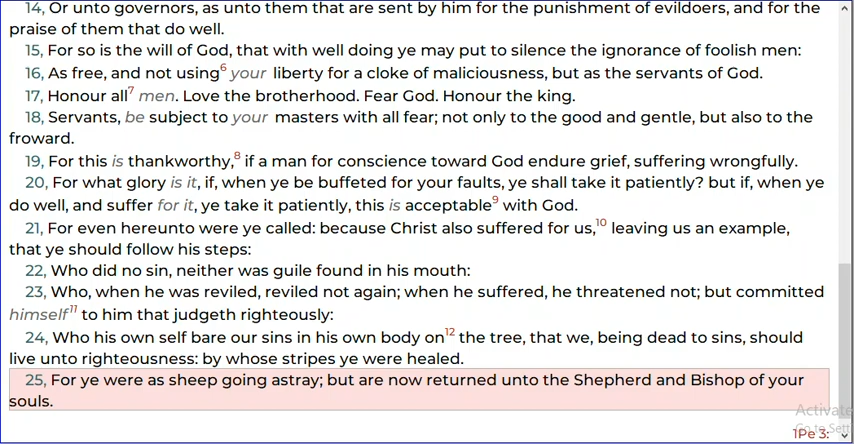 14, Or unto governors, as unto them that are sent by him for the punishment of evildoers, and for the
praise of them that do well.
15, For so is the will of God, that with well doing ye may put to silence the ignorance of foolish men:
16, As free, and not using6 your liberty for a cloke of maliciousness, but as the servants of God.
17, Honour all7 men. Love the brotherhood. Fear God. Honour the king.
18, Servants, be subject to your masters with all fear; not only to the good and gentle, but also to the
froward.
19, For this is thankworthy,8 if a man for conscience toward God endure grief, suffering wrongfully.
20, For what glory is it, if, when ye be buffeted for your faults, ye shall take it patiently? but if, when ye
do well, and suffer for it, ye take it patiently, this is acceptable9 with God.
21, For even hereunto were ye called: because Christ also suffered for us,10 leaving us an example,
that ye should follow his steps:
22, Who did no sin, neither was guile found in his mouth:
23, Who, when he was reviled, reviled not again; when he suffered, he threatened not; but committed
himself11 to him that judgeth righteously:
24, Who his own self bare our sins in his own body on12 the tree, that we, being dead to sins, should
live unto righteousness: by whose stripes ye were healed.
25, For ye were as sheep going astray; but are now returned unto the Shepherd and Bishop of your
souls.
Activate
Go to Sett
1Pe 3: